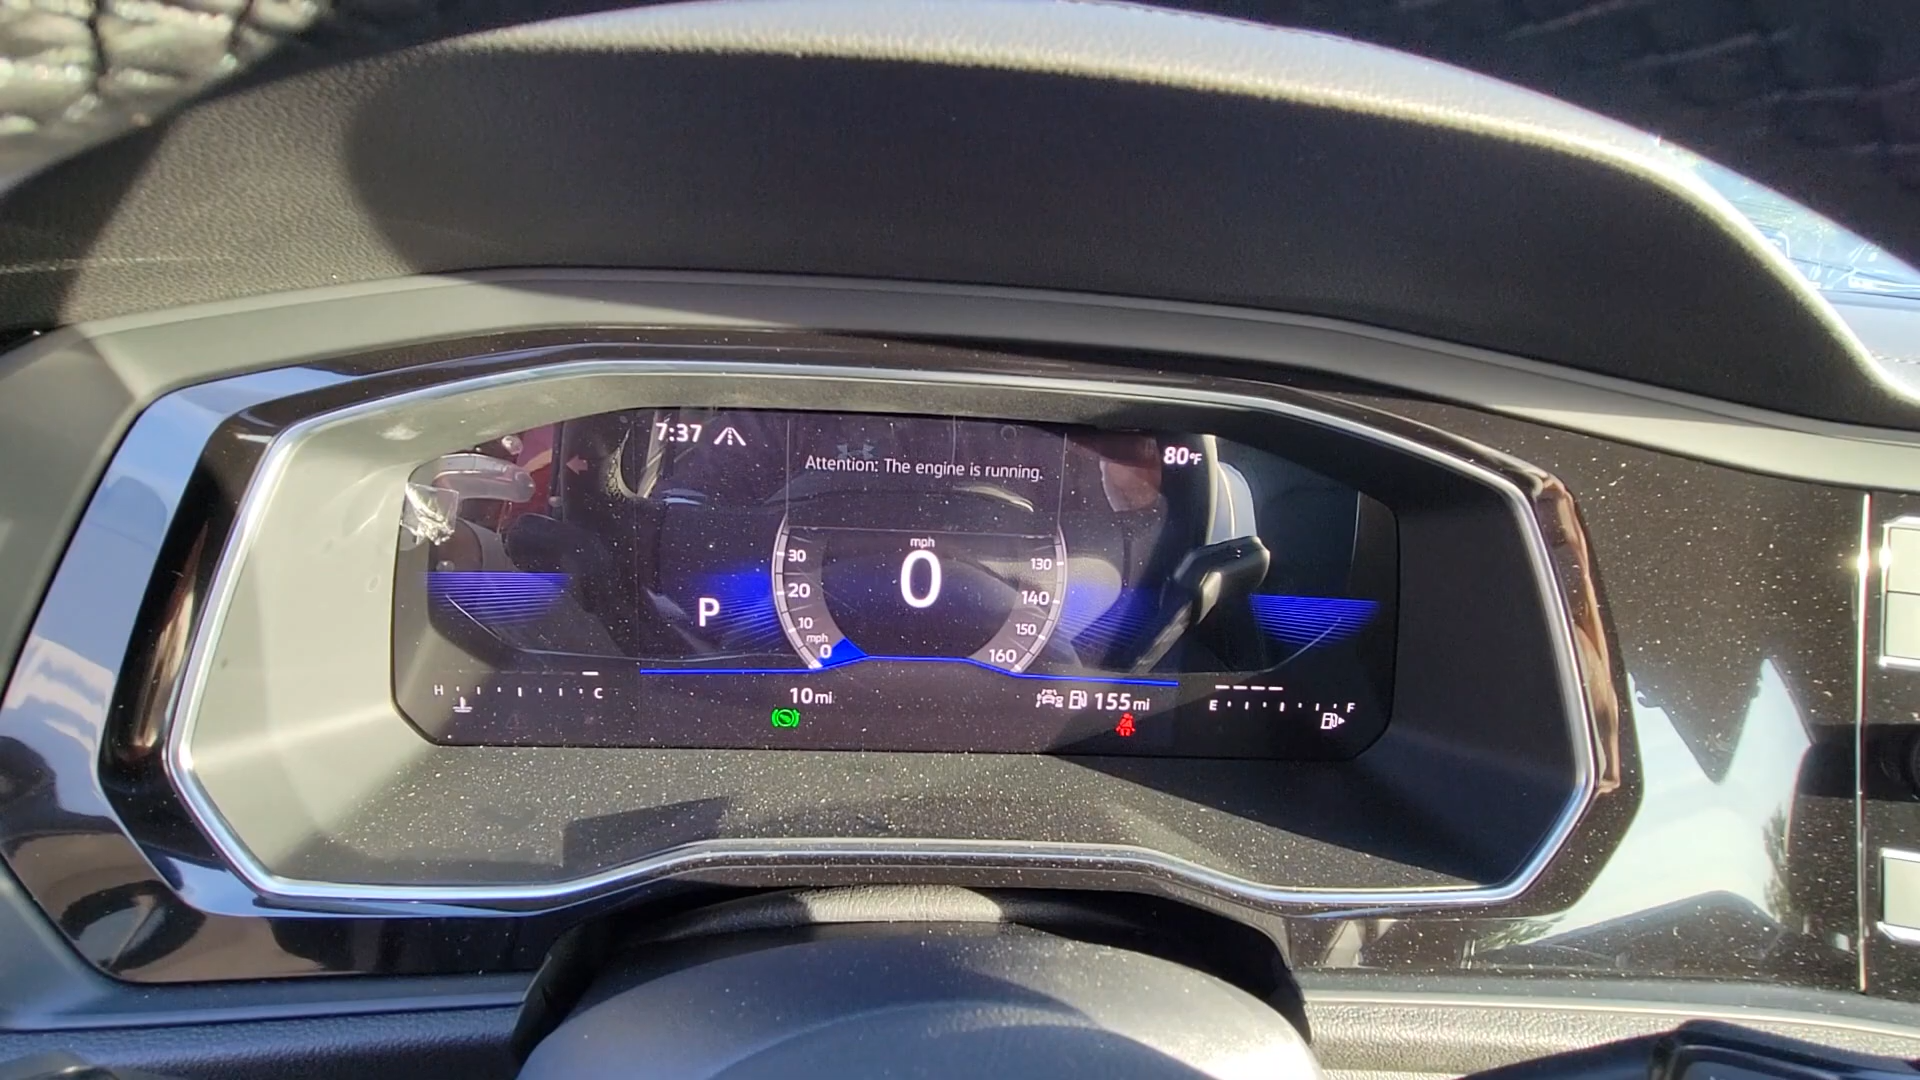 7:37
Attention: The engine is running.
80°F
mph
0
30
20
10
mph
0
130
140
150
160
P
H
C
10 mi
155 mi
E
F